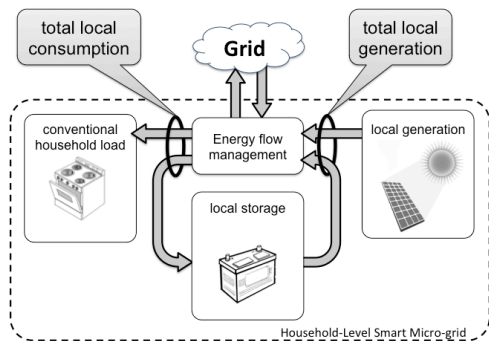 total local
consumption
Grid
total local
generation
conventional
household load
Energy flow
management
local generation
local storage
Household-Level Smart Micro-grid